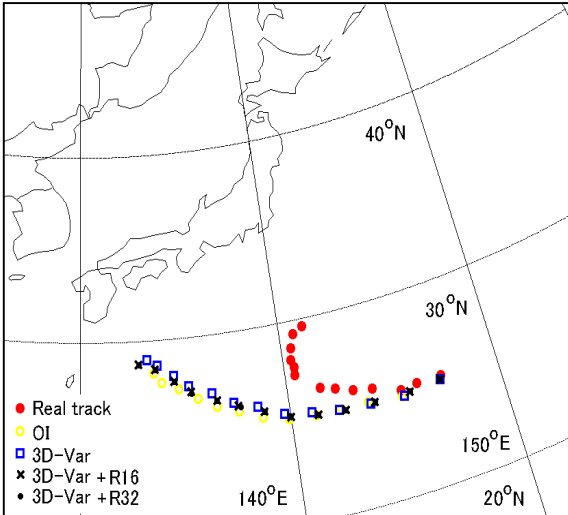 40°N
30°N
150°E
20°N
140°E
Real track
OI
3D-Var
3D-Var +R16
3D-Var +R32